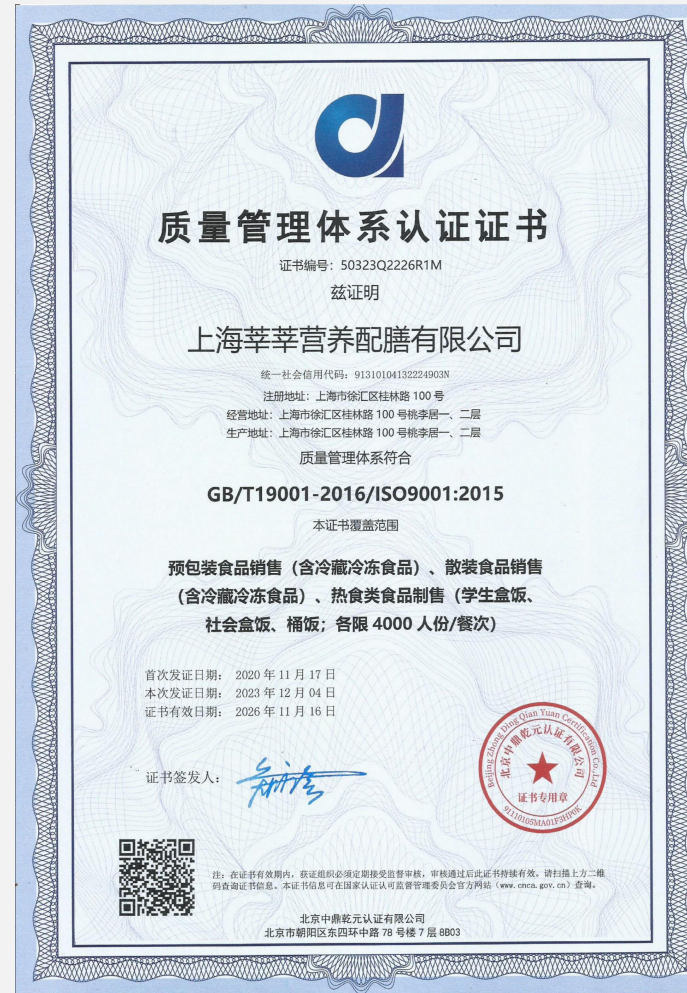 质量管理体系认证证书
证书编号：50323Q2226R1M
兹证明
上海莘莘营养配膳有限公司
统一社会信用代码：91310104132224903N
注册地址：上海市徐汇区桂林路 100 号
经营地址：上海市徐汇区桂林路 100 号桃李居一、二层
生产地址：上海市徐汇区桂林路 100 号桃李居一、二层
质量管理体系符合
GB/T19001-2016/ISO9001:2015
本证书覆盖范围
预包装食品销售（含冷藏冷冻食品）、散装食品销售
（含冷藏冷冻食品）、热食类食品制售（学生盒饭、
社会盒饭、桶饭；各限 4000 人份/餐次）
首次发证日期： 2020 年 11 月 17 日
本次发证日期： 2023 年 12 月 04 日
证书有效日期： 2026 年 11 月 16 日
Beijing Zhong Ding Qian Yuan Certification Co.,Ltd
北京中鼎乾元认证有限公司
证书专用章
91110105MA01F3HP0K
证书签发人：
注：在证书有效期内，获证组织必须定期接受监督审核，审核通过后此证书持续有效。请扫描上方二维
码查询证书信息。本证书信息可在国家认证认可监督管理委员会官方网站（www.cnca.gov.cn）查询。
北京中鼎乾元认证有限公司
北京市朝阳区东四环中路 78 号楼 7 层 8B03